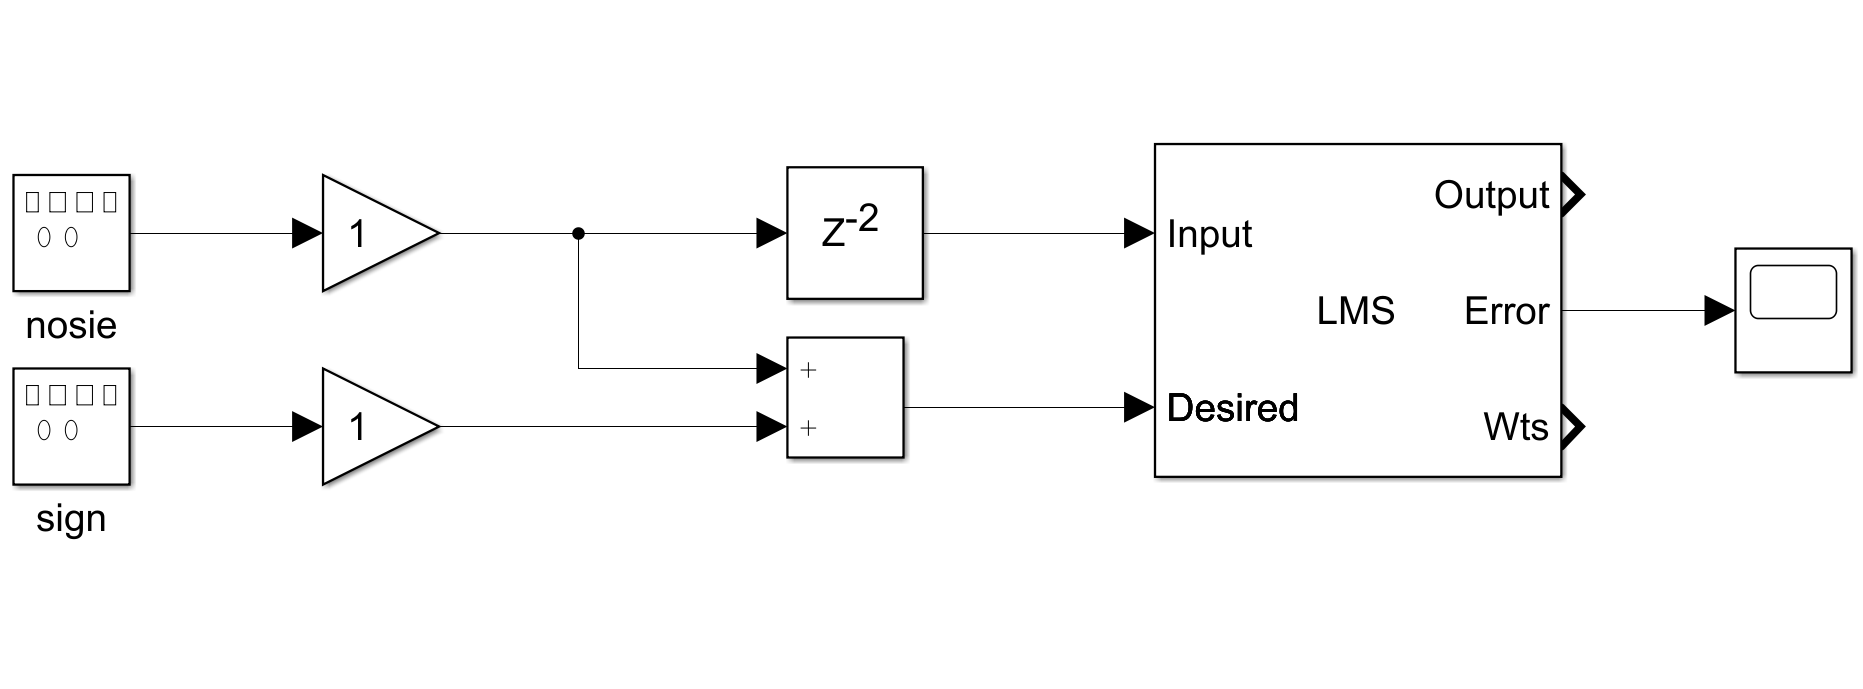 nosie
1
Z-2
Input
Output
LMS
Error
Desired
Wts
+
+
sign
1